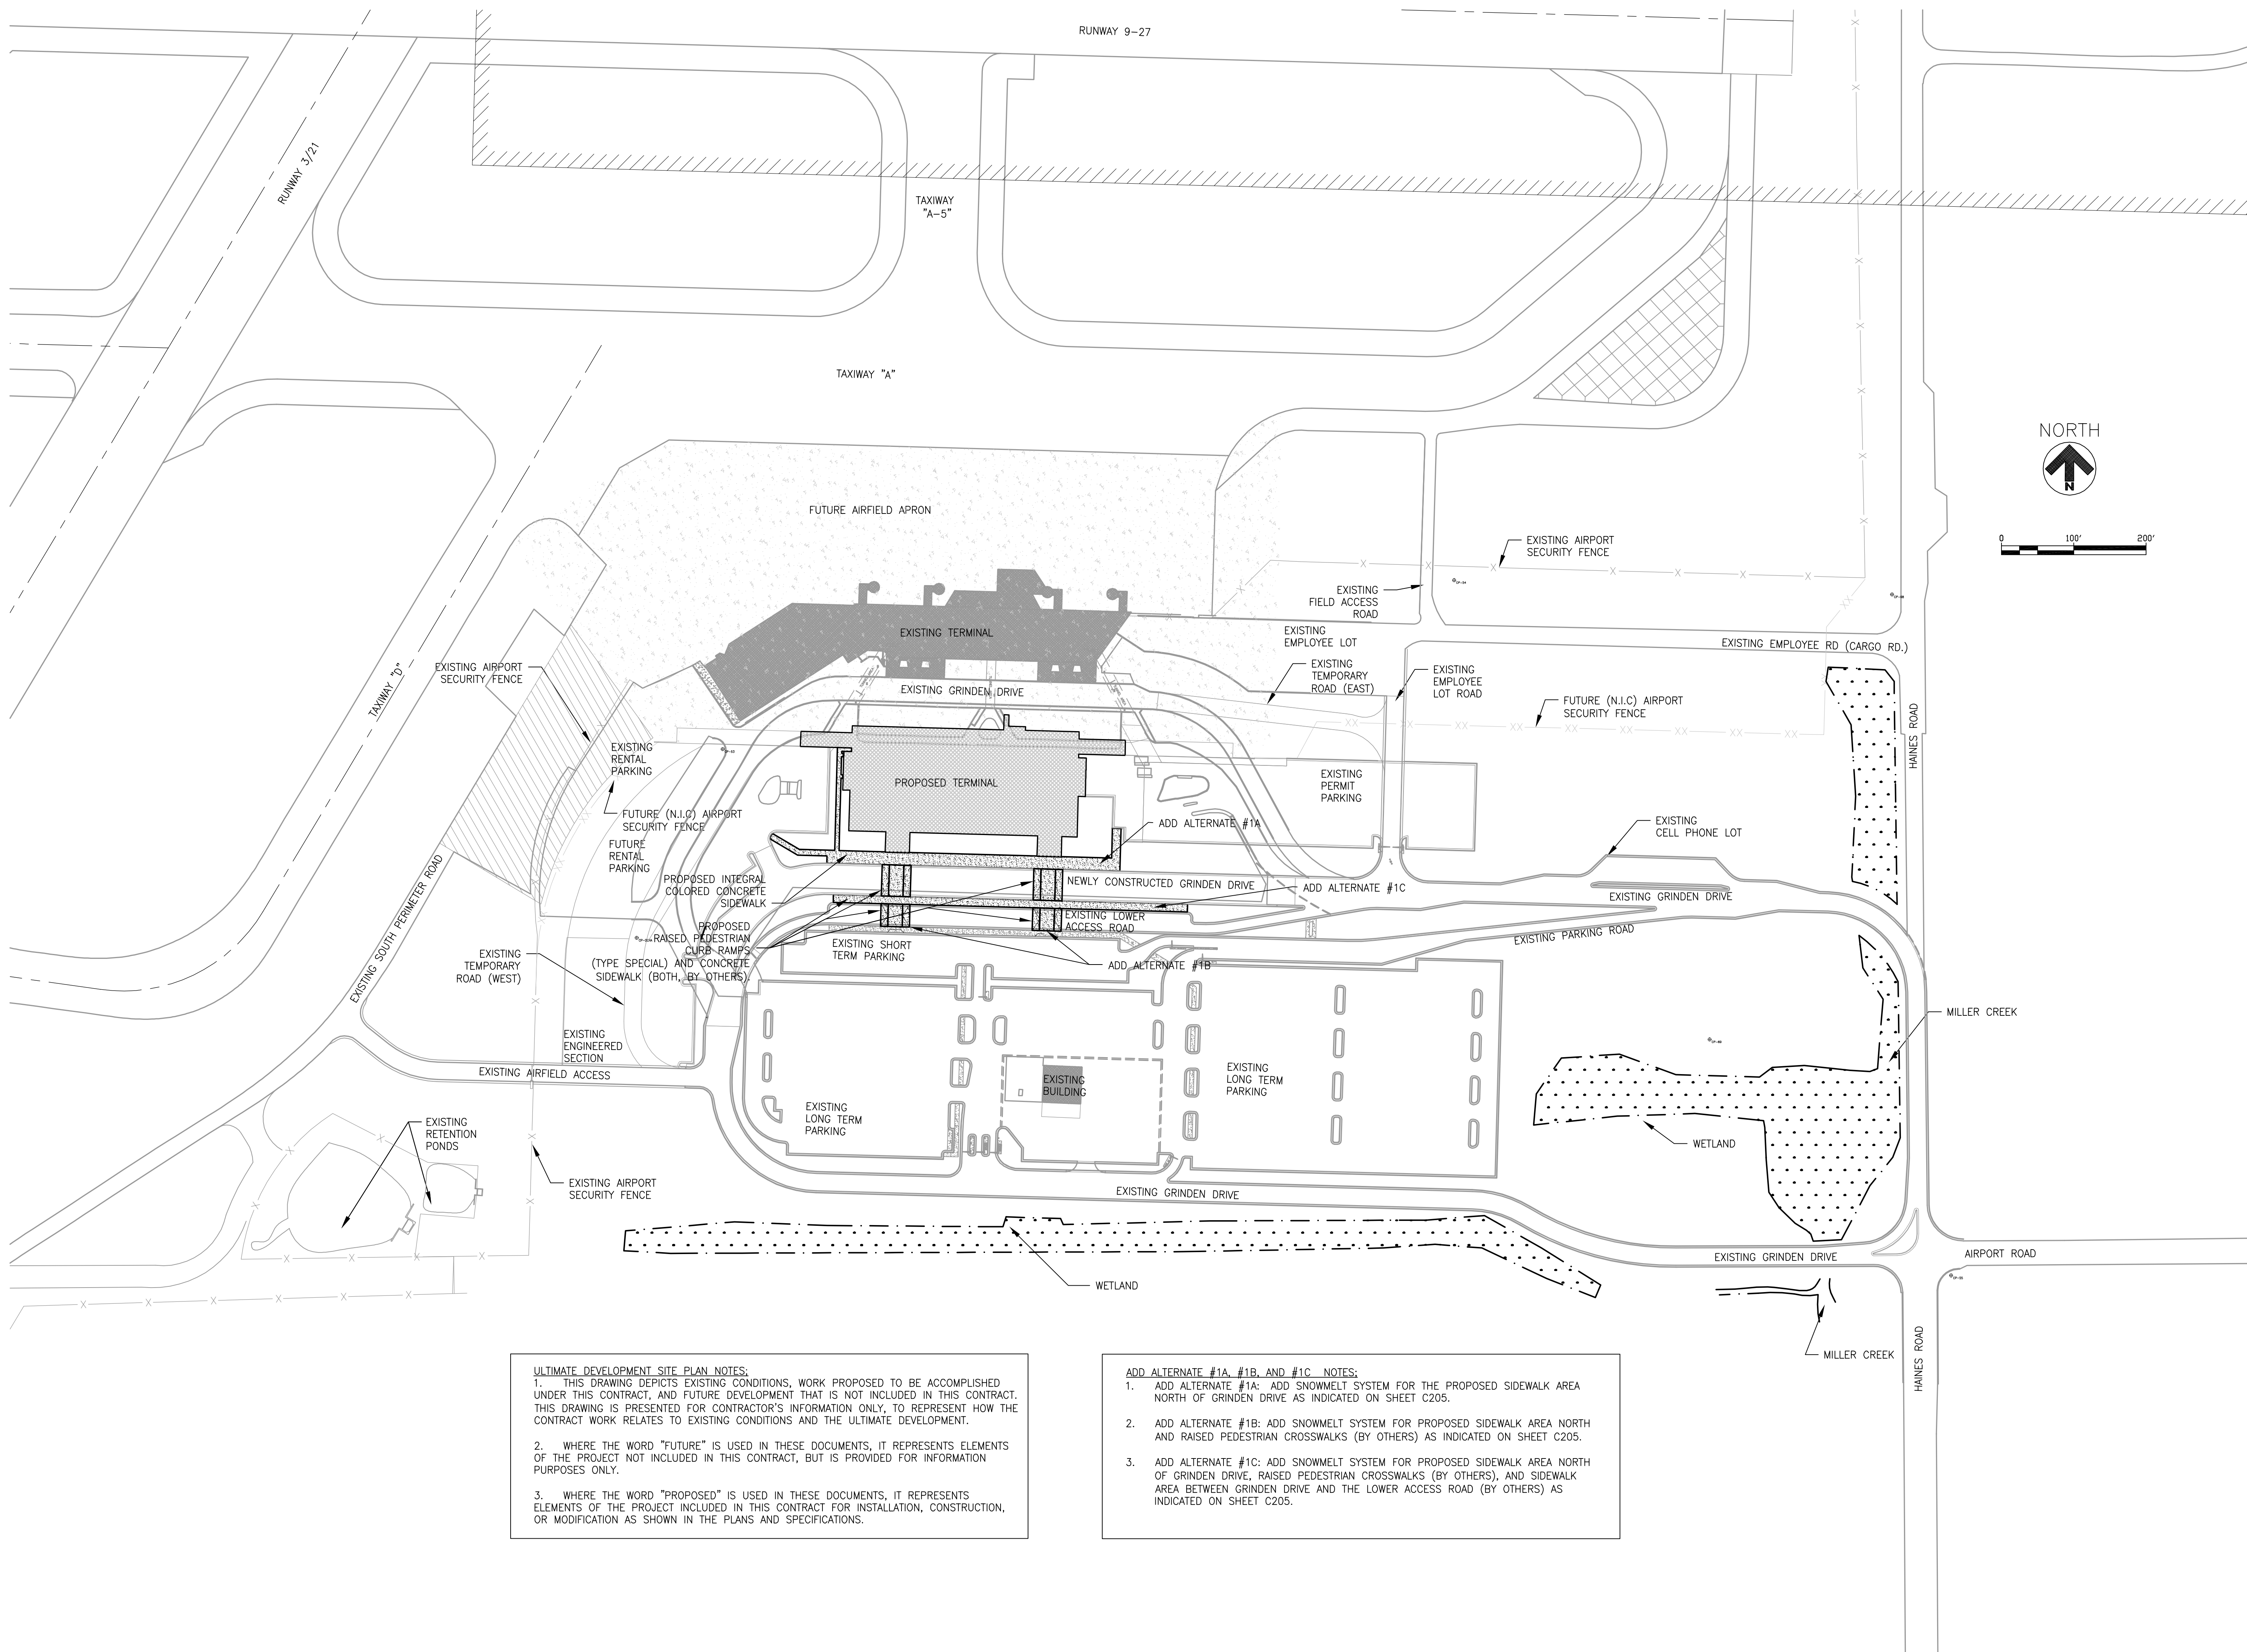 RUNWAY 9-27
RUNWAY 3/21
TAXIWAY
"A-5"
TAXIWAY "A"
NORTH
N
0 100' 200'
FUTURE AIRFIELD APRON
EXISTING AIRPORT
SECURITY FENCE
EXISTING
FIELD ACCESS
ROAD
EXISTING TERMINAL
EXISTING
EMPLOYEE LOT
EXISTING EMPLOYEE RD (CARGO RD.)
EXISTING AIRPORT
SECURITY FENCE
TAXIWAY "D"
EXISTING GRINDEN DRIVE
EXISTING
TEMPORARY
ROAD (EAST)
EXISTING
EMPLOYEE
LOT ROAD
FUTURE (N.I.C) AIRPORT
SECURITY FENCE
HAINES ROAD
EXISTING
RENTAL
PARKING
PROPOSED TERMINAL
EXISTING
PERMIT
PARKING
FUTURE (N.I.C) AIRPORT
SECURITY FENCE
ADD ALTERNATE #1A
EXISTING
CELL PHONE LOT
FUTURE
RENTAL
PARKING
PROPOSED INTEGRAL
COLORED CONCRETE
SIDEWALK
NEWLY CONSTRUCTED GRINDEN DRIVE
ADD ALTERNATE #1C
EXISTING GRINDEN DRIVE
EXISTING SOUTH PERIMETER ROAD
PROPOSED
RAISED PEDESTRIAN
CURB RAMPS
(TYPE SPECIAL) AND CONCRETE
SIDEWALK (BOTH, BY OTHERS).
EXISTING LOWER
ACCESS ROAD
EXISTING SHORT
TERM PARKING
EXISTING PARKING ROAD
ADD ALTERNATE #1B
EXISTING
TEMPORARY
ROAD (WEST)
MILLER CREEK
EXISTING
ENGINEERED
SECTION
EXISTING AIRFIELD ACCESS
EXISTING
BUILDING
EXISTING
LONG TERM
PARKING
EXISTING
LONG TERM
PARKING
EXISTING
RETENTION
PONDS
WETLAND
EXISTING AIRPORT
SECURITY FENCE
EXISTING GRINDEN DRIVE
EXISTING GRINDEN DRIVE
AIRPORT ROAD
WETLAND
MILLER CREEK
HAINES ROAD
ULTIMATE DEVELOPMENT SITE PLAN NOTES:
1. THIS DRAWING DEPICTS EXISTING CONDITIONS, WORK PROPOSED TO BE ACCOMPLISHED
UNDER THIS CONTRACT, AND FUTURE DEVELOPMENT THAT IS NOT INCLUDED IN THIS CONTRACT.
THIS DRAWING IS PRESENTED FOR CONTRACTOR'S INFORMATION ONLY, TO REPRESENT HOW THE
CONTRACT WORK RELATES TO EXISTING CONDITIONS AND THE ULTIMATE DEVELOPMENT.
2. WHERE THE WORD "FUTURE" IS USED IN THESE DOCUMENTS, IT REPRESENTS ELEMENTS
OF THE PROJECT NOT INCLUDED IN THIS CONTRACT, BUT IS PROVIDED FOR INFORMATION
PURPOSES ONLY.
3. WHERE THE WORD "PROPOSED" IS USED IN THESE DOCUMENTS, IT REPRESENTS
ELEMENTS OF THE PROJECT INCLUDED IN THIS CONTRACT FOR INSTALLATION, CONSTRUCTION,
OR MODIFICATION AS SHOWN IN THE PLANS AND SPECIFICATIONS.
ADD ALTERNATE #1A, #1B, AND #1C NOTES:
1. ADD ALTERNATE #1A: ADD SNOWMELT SYSTEM FOR THE PROPOSED SIDEWALK AREA
NORTH OF GRINDEN DRIVE AS INDICATED ON SHEET C205.
2. ADD ALTERNATE #1B: ADD SNOWMELT SYSTEM FOR PROPOSED SIDEWALK AREA NORTH
AND RAISED PEDESTRIAN CROSSWALKS (BY OTHERS) AS INDICATED ON SHEET C205.
3. ADD ALTERNATE #1C: ADD SNOWMELT SYSTEM FOR PROPOSED SIDEWALK AREA NORTH
OF GRINDEN DRIVE, RAISED PEDESTRIAN CROSSWALKS (BY OTHERS), AND SIDEWALK
AREA BETWEEN GRINDEN DRIVE AND THE LOWER ACCESS ROAD (BY OTHERS) AS
INDICATED ON SHEET C205.